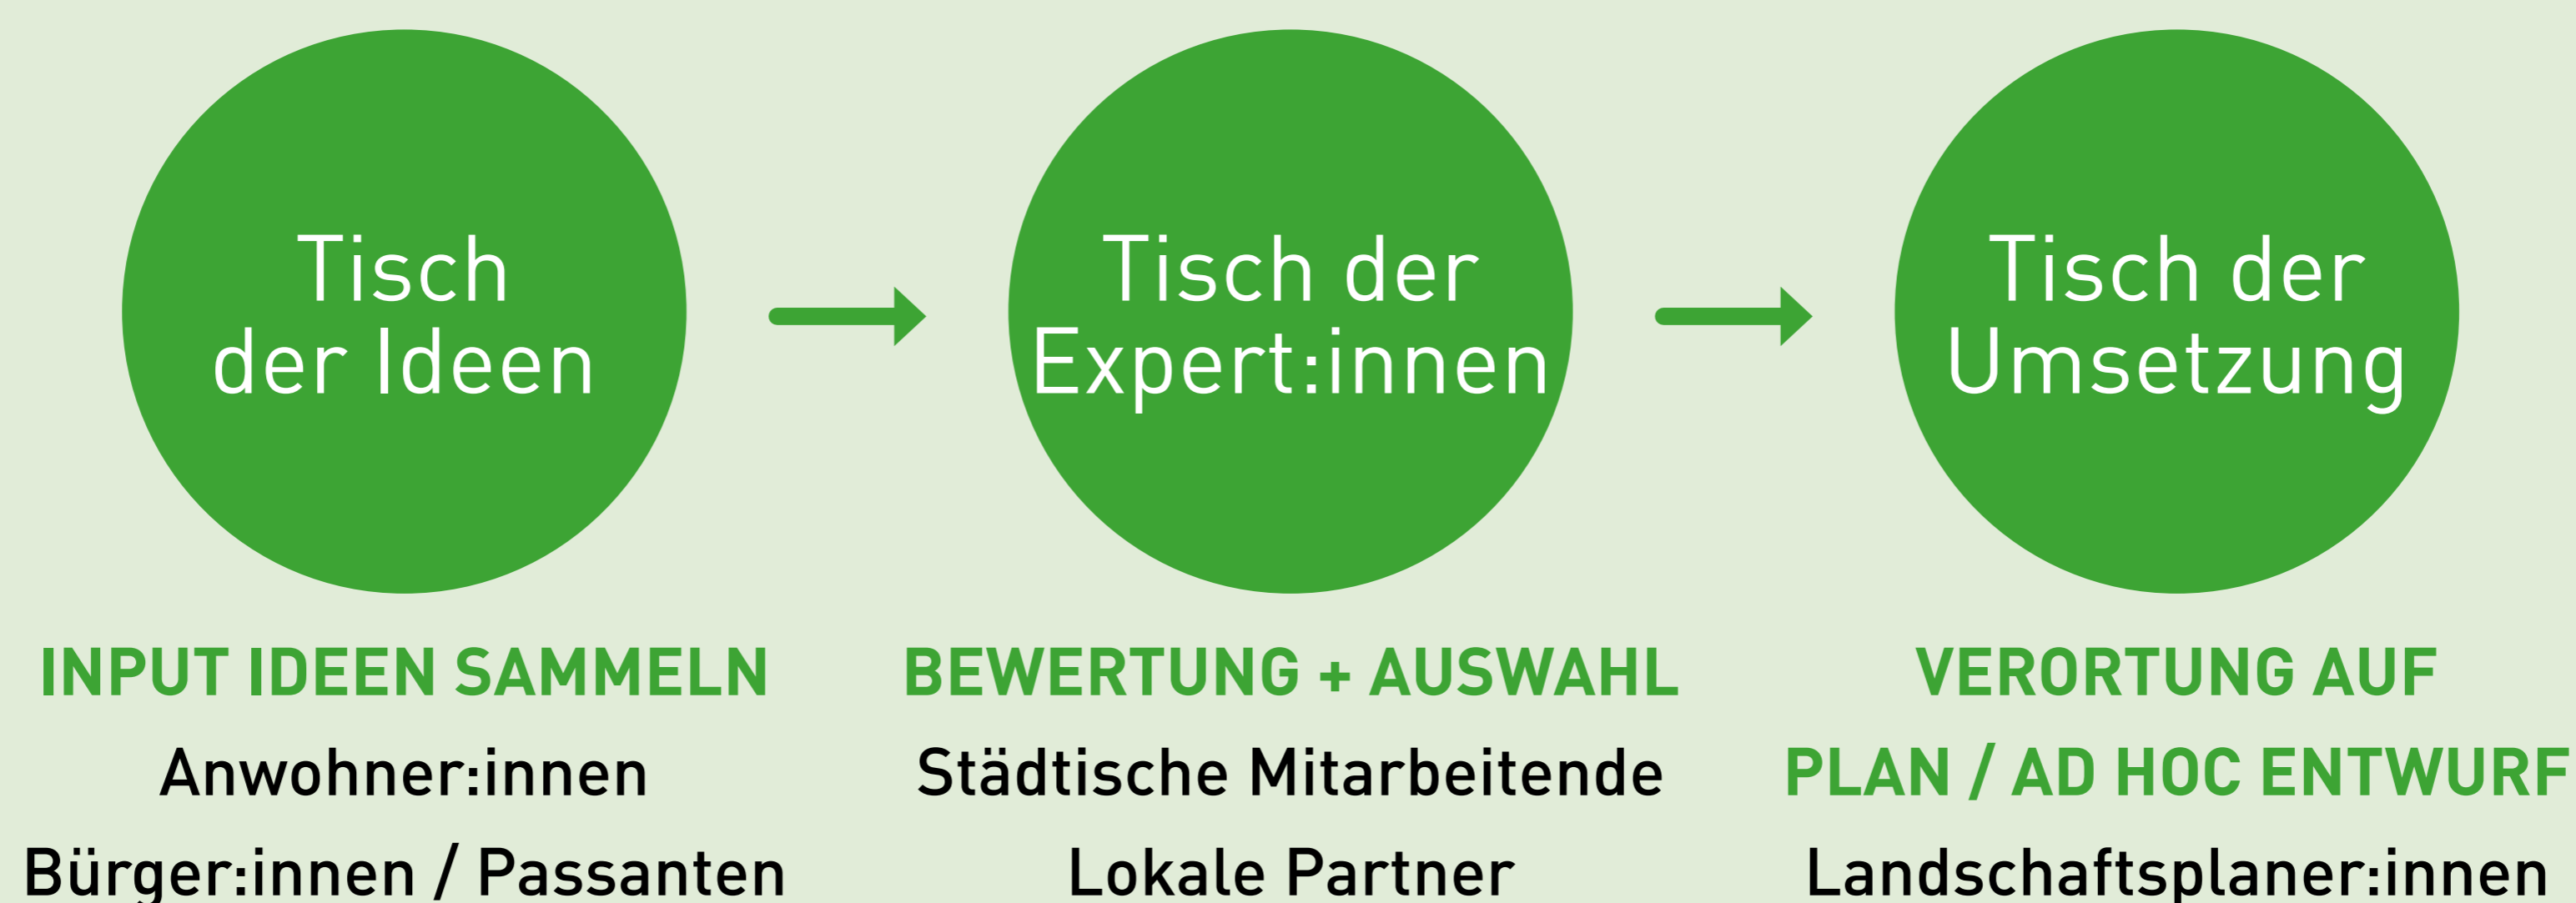 Tisch
der Ideen
Tisch der
Expert:innen
Tisch der
Umsetzung
INPUT IDEEN SAMMELN
Anwohner:innen
Bürger:innen / Passanten
BEWERTUNG + AUSWAHL
Städtische Mitarbeitende
Lokale Partner
VERORTUNG AUF
PLAN / AD HOC ENTWURF
Landschaftsplaner:innen